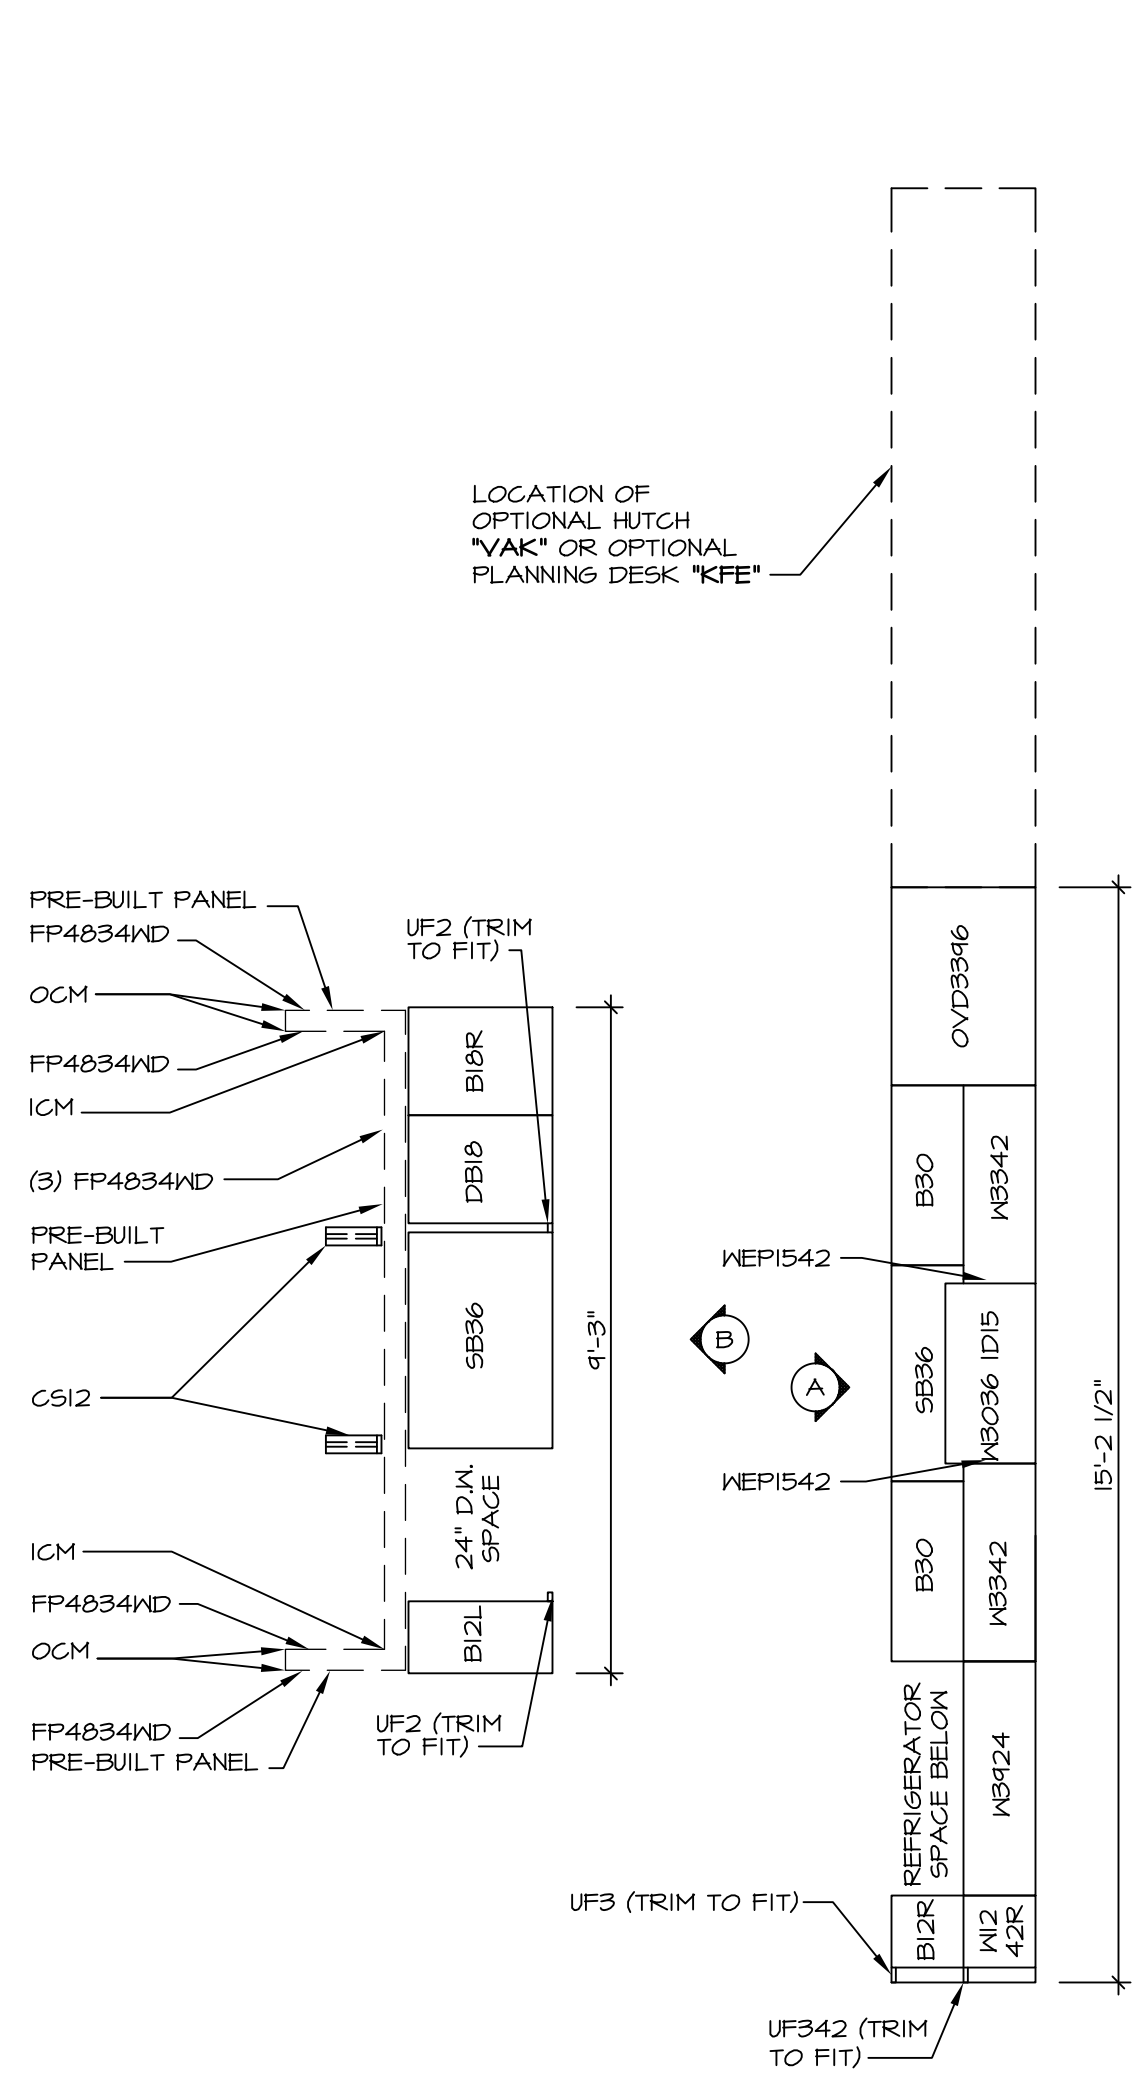 LOCATION OF
OPTIONAL HUTCH
"VAK" OR OPTIONAL
PLANNING DESK "KFE"
PRE-BUILT PANEL
FP4834WD
OCM
FP4834WD
ICM
(3) FP4834WD
PRE-BUILT
PANEL
CS12
ICM
FP4834WD
OCM
FP4834WD
PRE-BUILT PANEL
UF2 (TRIM
TO FIT)
B18R
DB18
SB36
24" D.W.
SPACE
B12L
UF2 (TRIM
TO FIT)
9'-3"
B
A
WEP1542
WEP1542
OVD3396
B30
W3342
SB36
W3036 1D15
B30
W3342
REFRIGERATOR
SPACE BELOW
W3924
B12R
W12
42R
15'-2 1/2"
UF3 (TRIM TO FIT)
UF342 (TRIM
TO FIT)